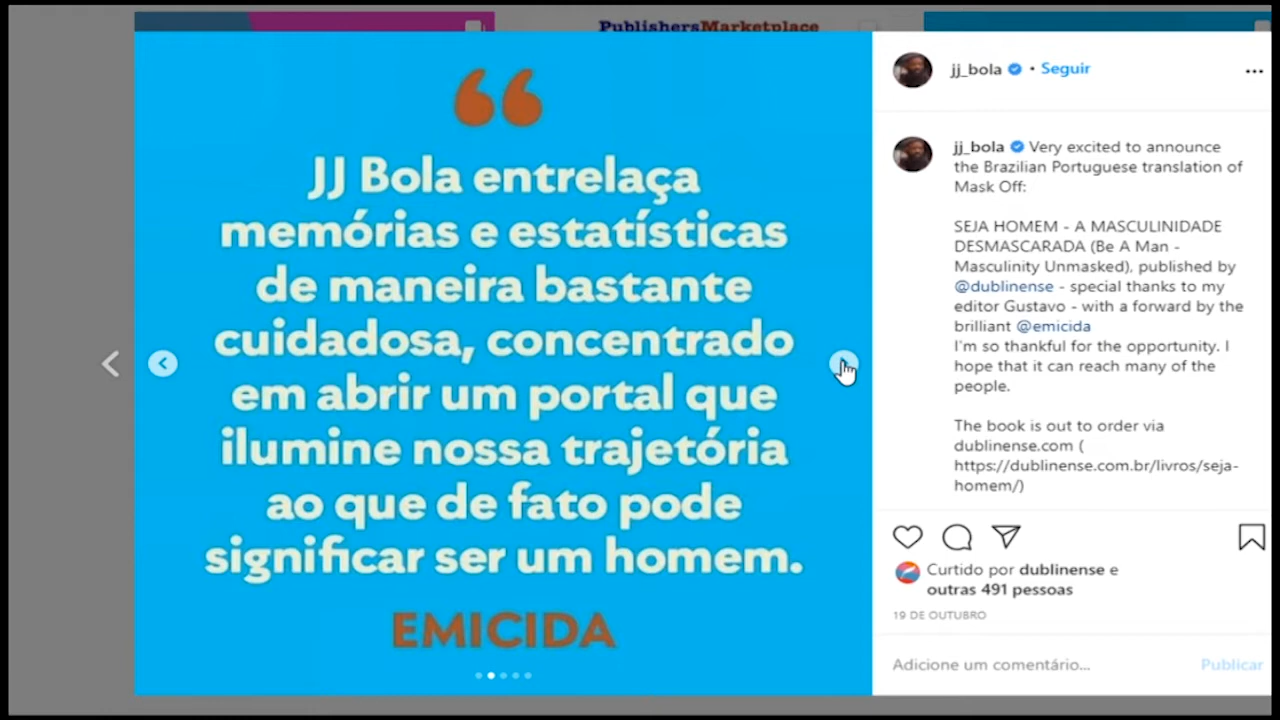 PublishersMarketplace
“
JJ Bola entrelaça
memórias e estatísticas
de maneira bastante
cuidadosa, concentrado
em abrir um portal que
ilumine nossa trajetória
ao que de fato pode
significar ser um homem.
EMICIDA
jj_bola • Seguir
jj_bola Very excited to announce
the Brazilian Portuguese translation of
Mask Off:
SEJA HOMEM - A MASCULINIDADE
DESMASCARADA (Be A Man -
Masculinity Unmasked), published by
@dublinense - special thanks to my
editor Gustavo - with a forward by the
brilliant @emicida
I'm so thankful for the opportunity. I
hope that it can reach many of the
people.
The book is out to order via
dublinense.com (
https://dublinense.com.br/livros/seja-
homem/)
Curtido por dublinense e
outras 491 pessoas
19 DE OUTUBRO
Adicione um comentário... Publicar